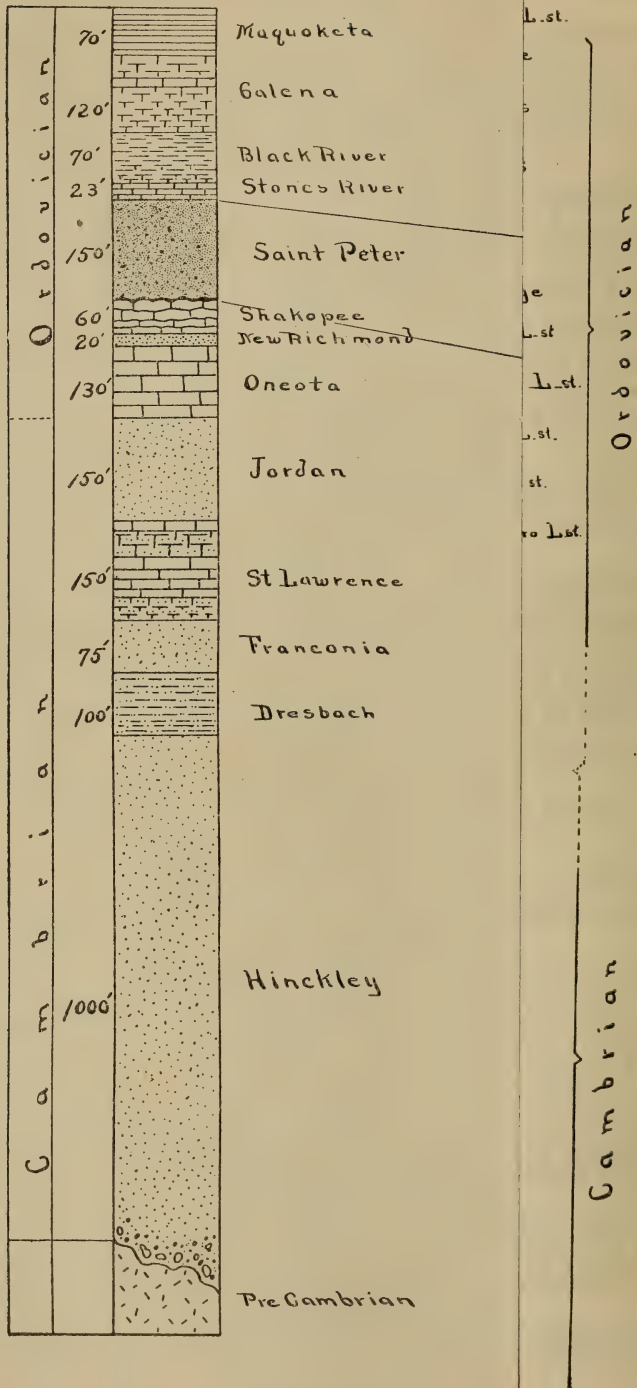 Ordovician
70' Maquoketa
120' Galena
70' Black River
23' Stones River
150' Saint Peter
60' Shakopee
20' New Richmond
130' Oneota
Cambrian
150' Jordan
150' St Lawrence
75' Franconia
100' Dresbach
1000' Hinckley
Pre Cambrian
L.st.
e
s
s
ge
L.st
L.st.
L.st.
st.
ro Lst.
Ordovician
Cambrian